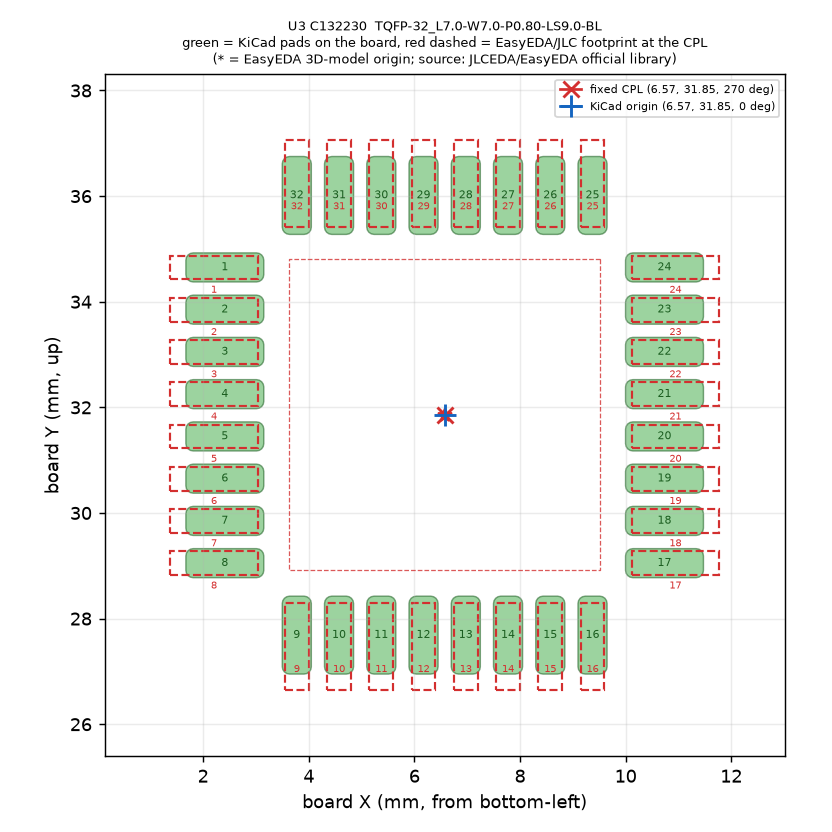 U3 C132230 TQFP-32_L7.0-W7.0-P0.80-LS9.0-BL
green = KiCad pads on the board, red dashed = EasyEDA/JLC footprint at the CPL
(* = EasyEDA 3D-model origin; source: JLCEDA/EasyEDA official library)
fixed CPL (6.57, 31.85, 270 deg)
KiCad origin (6.57, 31.85, 0 deg)
38
36
34
32
30
28
26
board Y (mm, up)
32 31 30 29 28 27 26 25
32 31 30 29 28 27 26 25
1 24
1 24
2 23
2 23
3 22
3 22
4 21
4 21
5 20
5 20
6 19
6 19
7 18
7 18
8 17
8 17
9 10 11 12 13 14 15 16
9 10 11 12 13 14 15 16
2 4 6 8 10 12
board X (mm, from bottom-left)